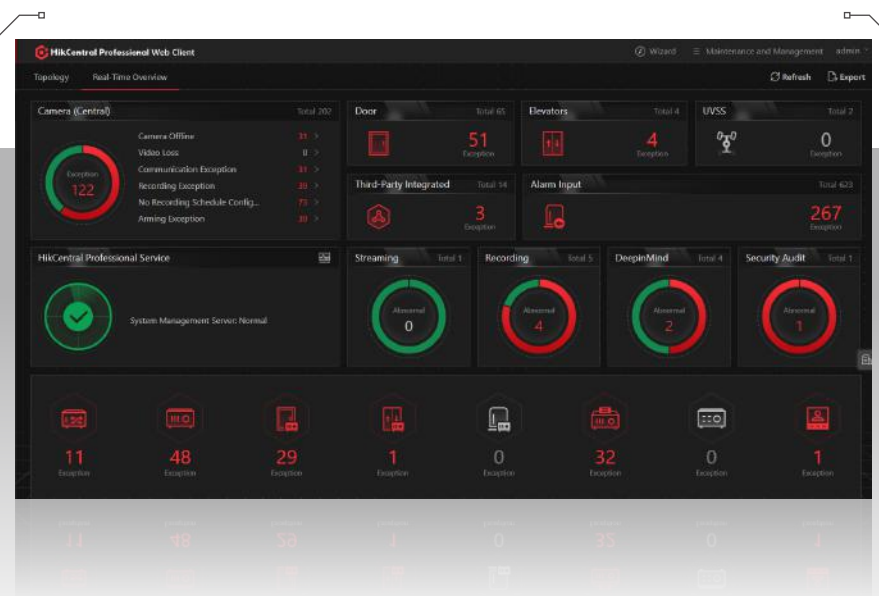 HikCentral Professional Web Client
Wizard
Maintenance and Management
admin
Topology
Real-Time Overview
Refresh
Export
Camera (Central)
Total 202
Exception
122
Camera Offline 31 >
Video Loss 0 >
Communication Exception 31 >
Recording Exception
No Recording Schedule Config... 73 >
Arming Exception
Door
Total 65
51
Exception
Elevators
Total 4
4
Exception
UVSS
Total 2
0
Exception
Third-Party Integrated
Total 14
3
Exception
Alarm Input
Total 623
267
Exception
HikCentral Professional Service
System Management Server: Normal
Streaming
Total 1
Abnormal
0
Recording
Total 5
Abnormal
4
DeepinMind
Total 4
Abnormal
2
Security Audit
Total 1
Abnormal
1
11
Exception
48
Exception
29
Exception
1
Exception
0
Exception
32
Exception
0
Exception
1
Exception